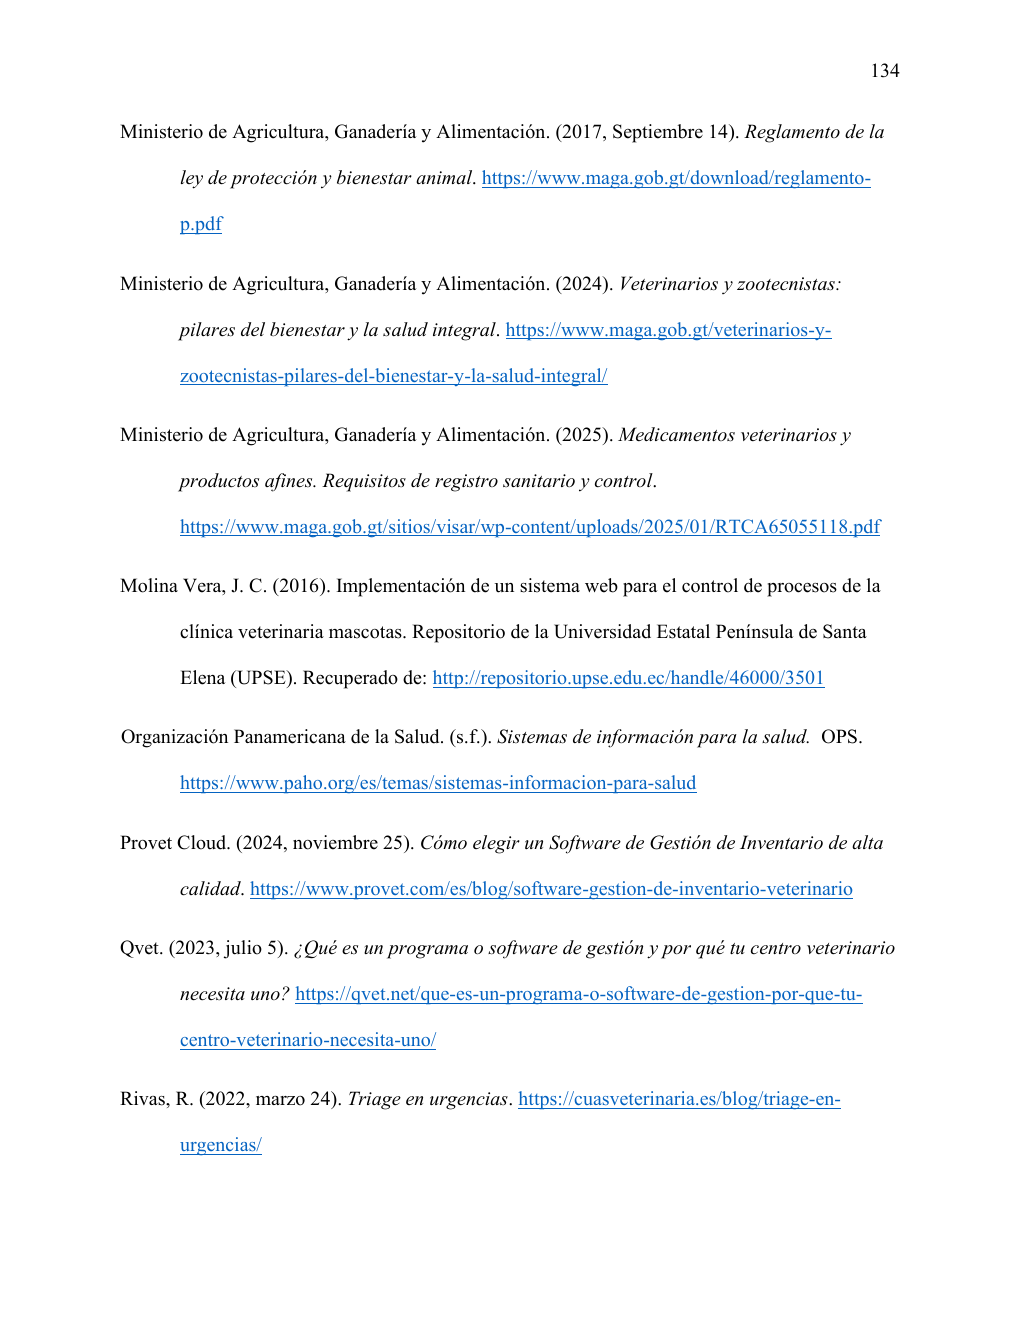 134
Ministerio de Agricultura, Ganadería y Alimentación. (2017, Septiembre 14). Reglamento de la
ley de protección y bienestar animal. https://www.maga.gob.gt/download/reglamento-
p.pdf
Ministerio de Agricultura, Ganadería y Alimentación. (2024). Veterinarios y zootecnistas:
pilares del bienestar y la salud integral. https://www.maga.gob.gt/veterinarios-y-
zootecnistas-pilares-del-bienestar-y-la-salud-integral/
Ministerio de Agricultura, Ganadería y Alimentación. (2025). Medicamentos veterinarios y
productos afines. Requisitos de registro sanitario y control.
https://www.maga.gob.gt/sitios/visar/wp-content/uploads/2025/01/RTCA65055118.pdf
Molina Vera, J. C. (2016). Implementación de un sistema web para el control de procesos de la
clínica veterinaria mascotas. Repositorio de la Universidad Estatal Península de Santa
Elena (UPSE). Recuperado de: http://repositorio.upse.edu.ec/handle/46000/3501
Organización Panamericana de la Salud. (s.f.). Sistemas de información para la salud. OPS.
https://www.paho.org/es/temas/sistemas-informacion-para-salud
Provet Cloud. (2024, noviembre 25). Cómo elegir un Software de Gestión de Inventario de alta
calidad. https://www.provet.com/es/blog/software-gestion-de-inventario-veterinario
Qvet. (2023, julio 5). ¿Qué es un programa o software de gestión y por qué tu centro veterinario
necesita uno? https://qvet.net/que-es-un-programa-o-software-de-gestion-por-que-tu-
centro-veterinario-necesita-uno/
Rivas, R. (2022, marzo 24). Triage en urgencias. https://cuasveterinaria.es/blog/triage-en-
urgencias/